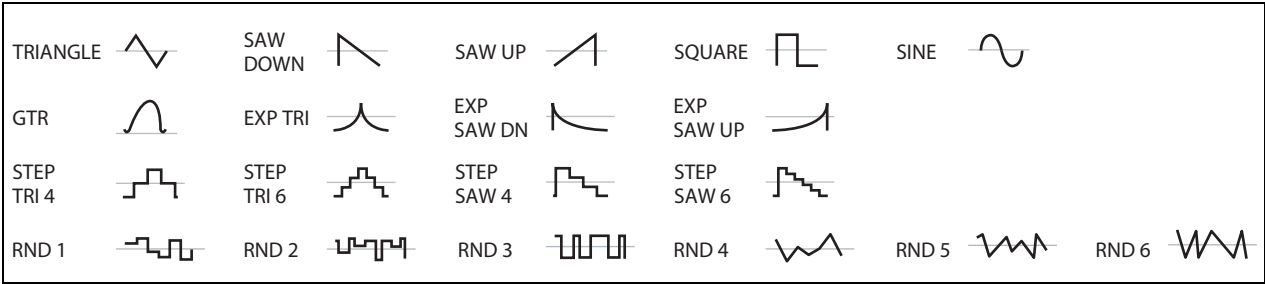 TRIANGLE
SAW
DOWN
SAW UP
SQUARE
SINE
GTR
EXP TRI
EXP
SAW DN
EXP
SAW UP
STEP
TRI 4
STEP
TRI 6
STEP
SAW 4
STEP
SAW 6
RND 1
RND 2
RND 3
RND 4
RND 5
RND 6